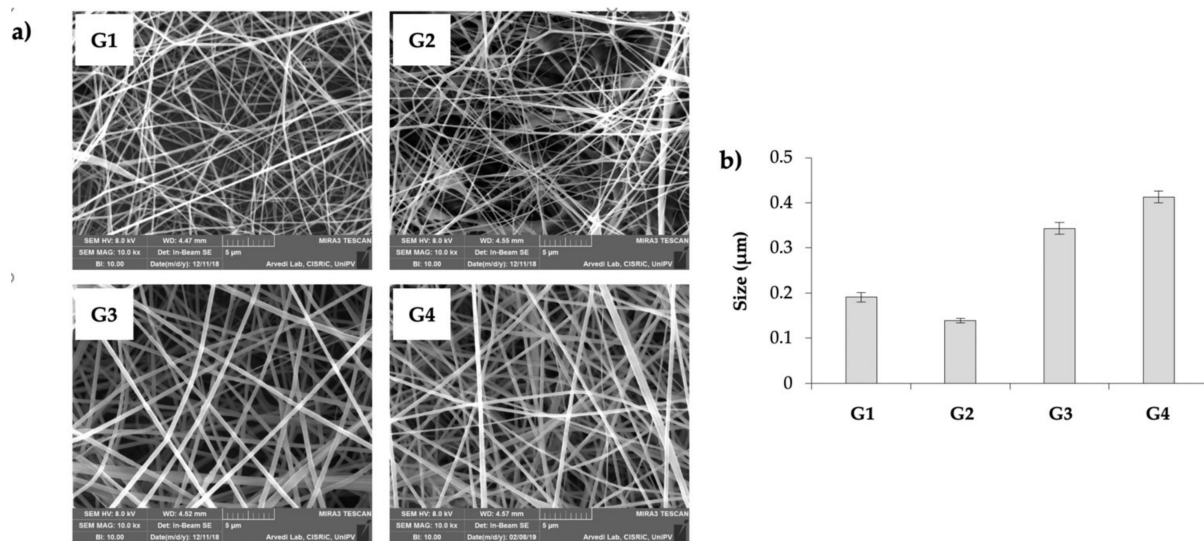 a)
G1
SEM HV: 8.0 kV WD: 4.47 mm MIRA3 TESCAN
SEM MAG: 10.0 kx Det: In-Beam SE 5 µm
BI: 10.00 Date(m/d/y): 12/11/18 Arvedi Lab, CISRiC, UniPV
G2
SEM HV: 8.0 kV WD: 4.55 mm MIRA3 TESCAN
SEM MAG: 10.0 kx Det: In-Beam SE 5 µm
BI: 10.00 Date(m/d/y): 12/11/18 Arvedi Lab, CISRiC, UniPV
G3
SEM HV: 8.0 kV WD: 4.52 mm MIRA3 TESCAN
SEM MAG: 10.0 kx Det: In-Beam SE 5 µm
BI: 10.00 Date(m/d/y): 12/11/18 Arvedi Lab, CISRiC, UniPV
G4
SEM HV: 8.0 kV WD: 4.57 mm MIRA3 TESCAN
SEM MAG: 10.0 kx Det: In-Beam SE 5 µm
BI: 10.00 Date(m/d/y): 02/08/19 Arvedi Lab, CISRiC, UniPV
b)
Size (µm)
0.5
0.4
0.3
0.2
0.1
0
G1 G2 G3 G4